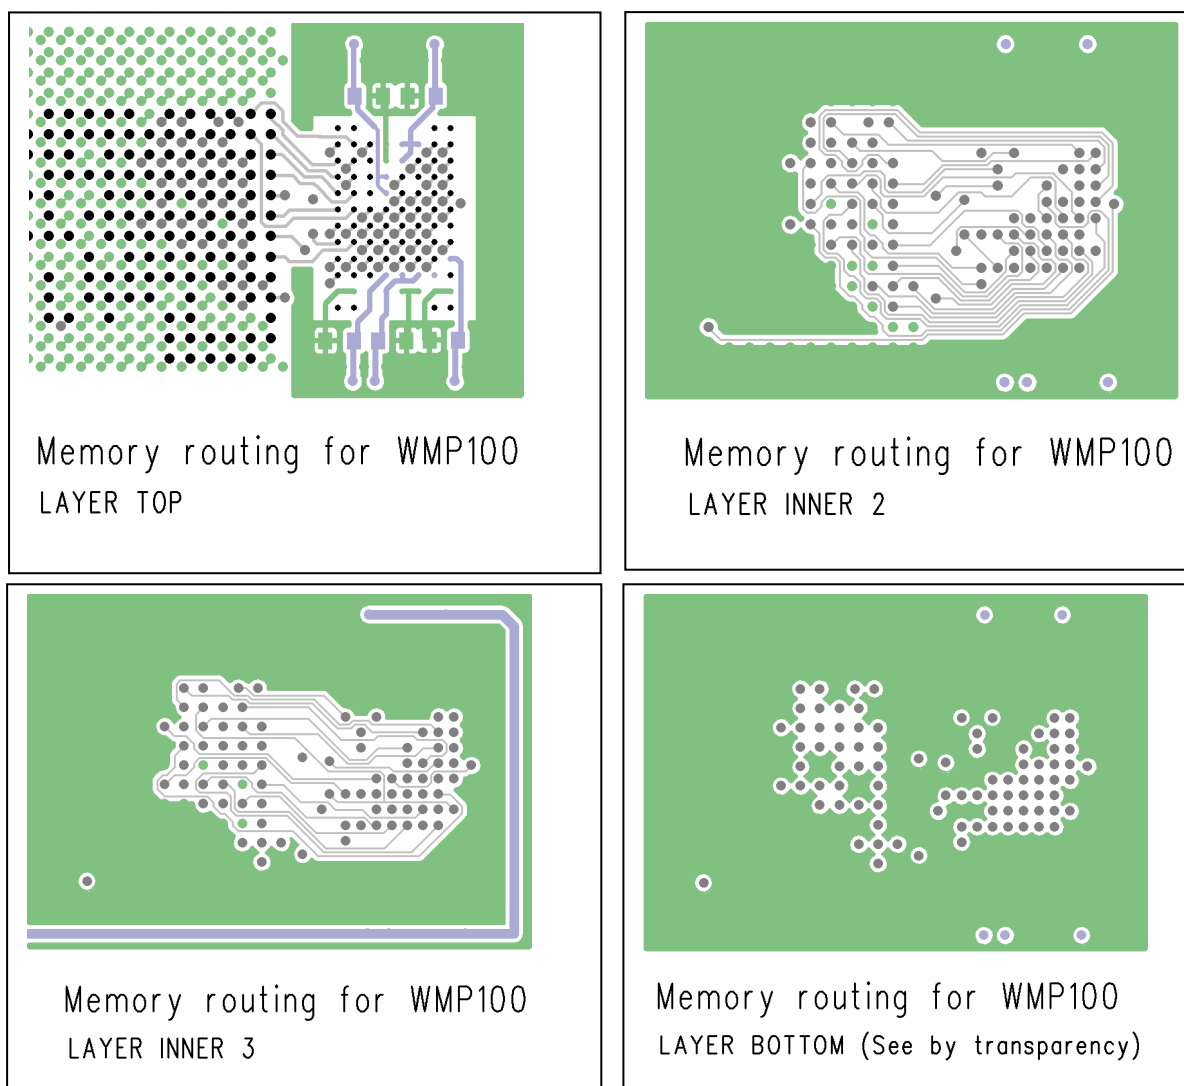 Memory routing for WMP100
LAYER TOP
Memory routing for WMP100
LAYER INNER 2
Memory routing for WMP100
LAYER INNER 3
Memory routing for WMP100
LAYER BOTTOM (See by transparency)